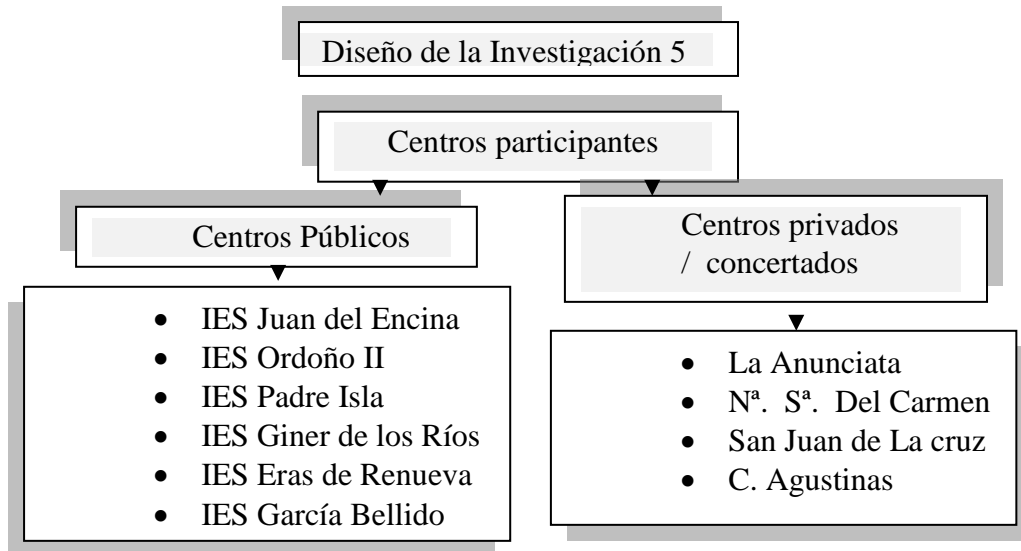 Diseño de la Investigación 5
Centros participantes
Centros Públicos
• IES Juan del Encina
• IES Ordoño II
• IES Padre Isla
• IES Giner de los Ríos
• IES Eras de Renueva
• IES García Bellido
Centros privados
/ concertados
• La Anunciata
• Nª. Sª. Del Carmen
• San Juan de La cruz
• C. Agustinas